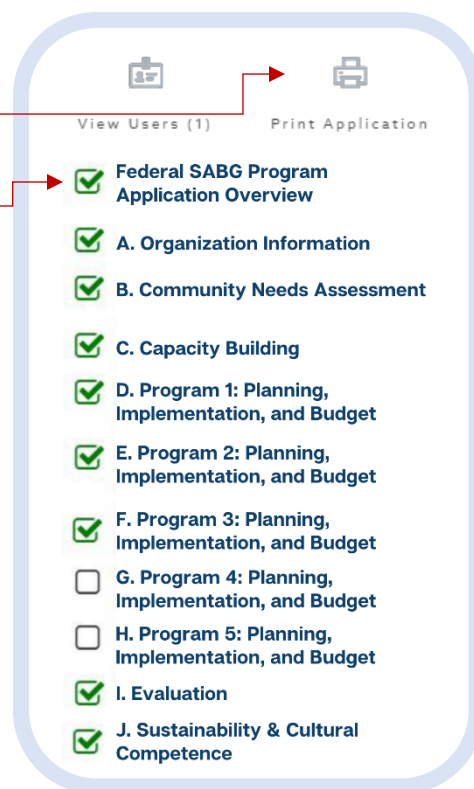 View Users (1) Print Application
Federal SABG Program
Application Overview
A. Organization Information
B. Community Needs Assessment
C. Capacity Building
D. Program 1: Planning,
Implementation, and Budget
E. Program 2: Planning,
Implementation, and Budget
F. Program 3: Planning,
Implementation, and Budget
G. Program 4: Planning,
Implementation, and Budget
H. Program 5: Planning,
Implementation, and Budget
I. Evaluation
J. Sustainability & Cultural
Competence